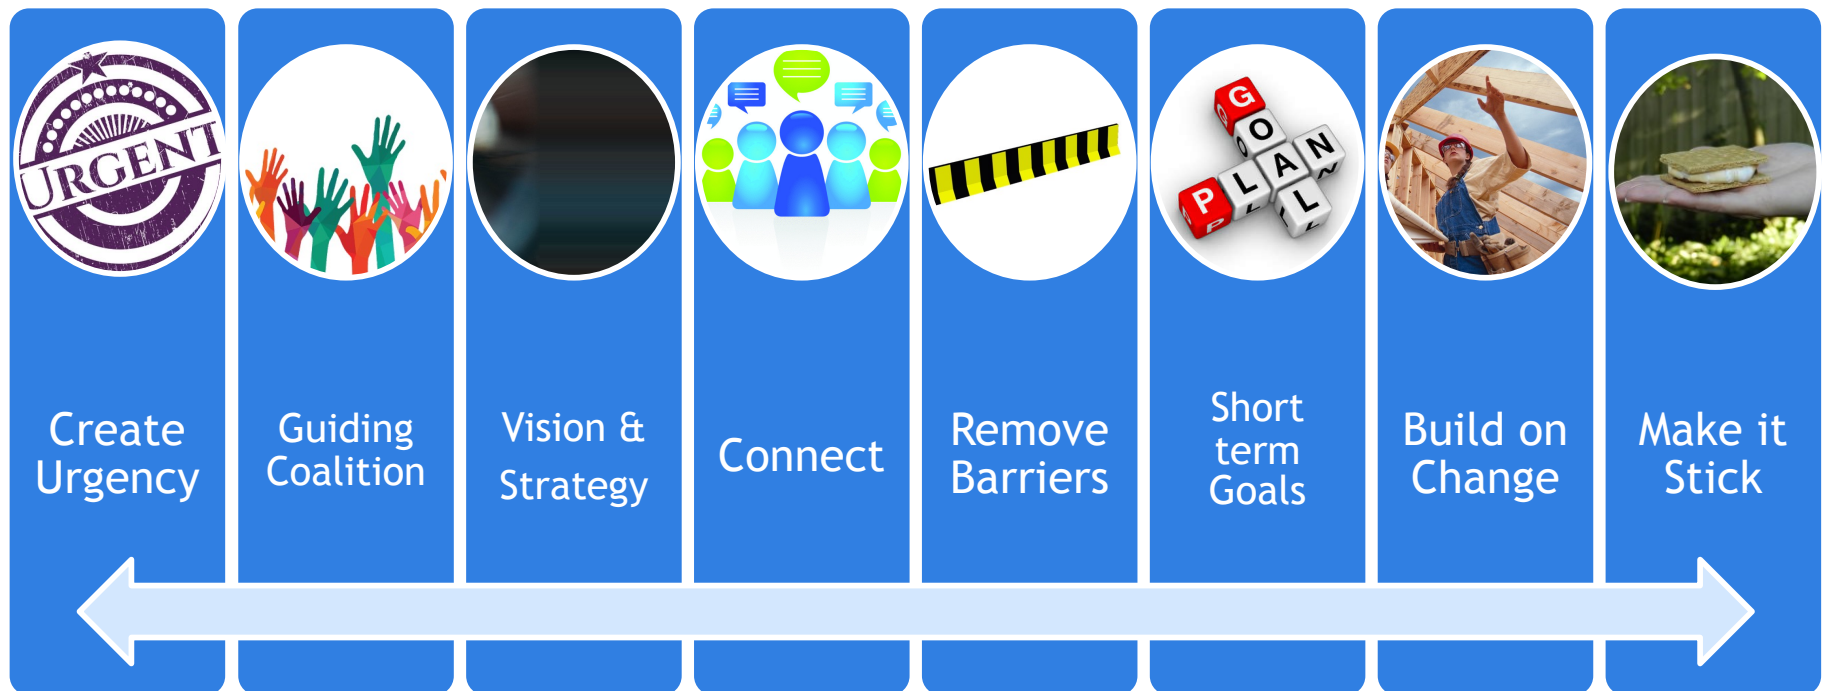 URGENT
GOAL
PLAN
Create
Urgency
Guiding
Coalition
Vision &
Strategy
Connect
Remove
Barriers
Short
term
Goals
Build on
Change
Make it
Stick